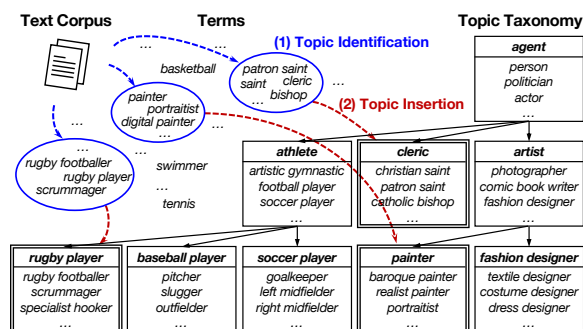 Text Corpus
Terms
Topic Taxonomy
...
(1) Topic Identification
agent
person
politician
actor
...
basketball
patron saint
saint
cleric
bishop
...
...
painter
portraitist
digital painter
...
(2) Topic Insertion
...
...
rugby footballer
rugby player
scrummager
...
swimmer
...
tennis
athlete
artistic gymnastic
football player
soccer player
...
cleric
christian saint
patron saint
catholic bishop
...
artist
photographer
comic book writer
fashion designer
...
rugby player
rugby footballer
scrummager
specialist hooker
...
baseball player
pitcher
slugger
outfielder
...
soccer player
goalkeeper
left midfielder
right midfielder
...
painter
baroque painter
realist painter
portraitist
...
fashion designer
textile designer
costume designer
dress designer
...